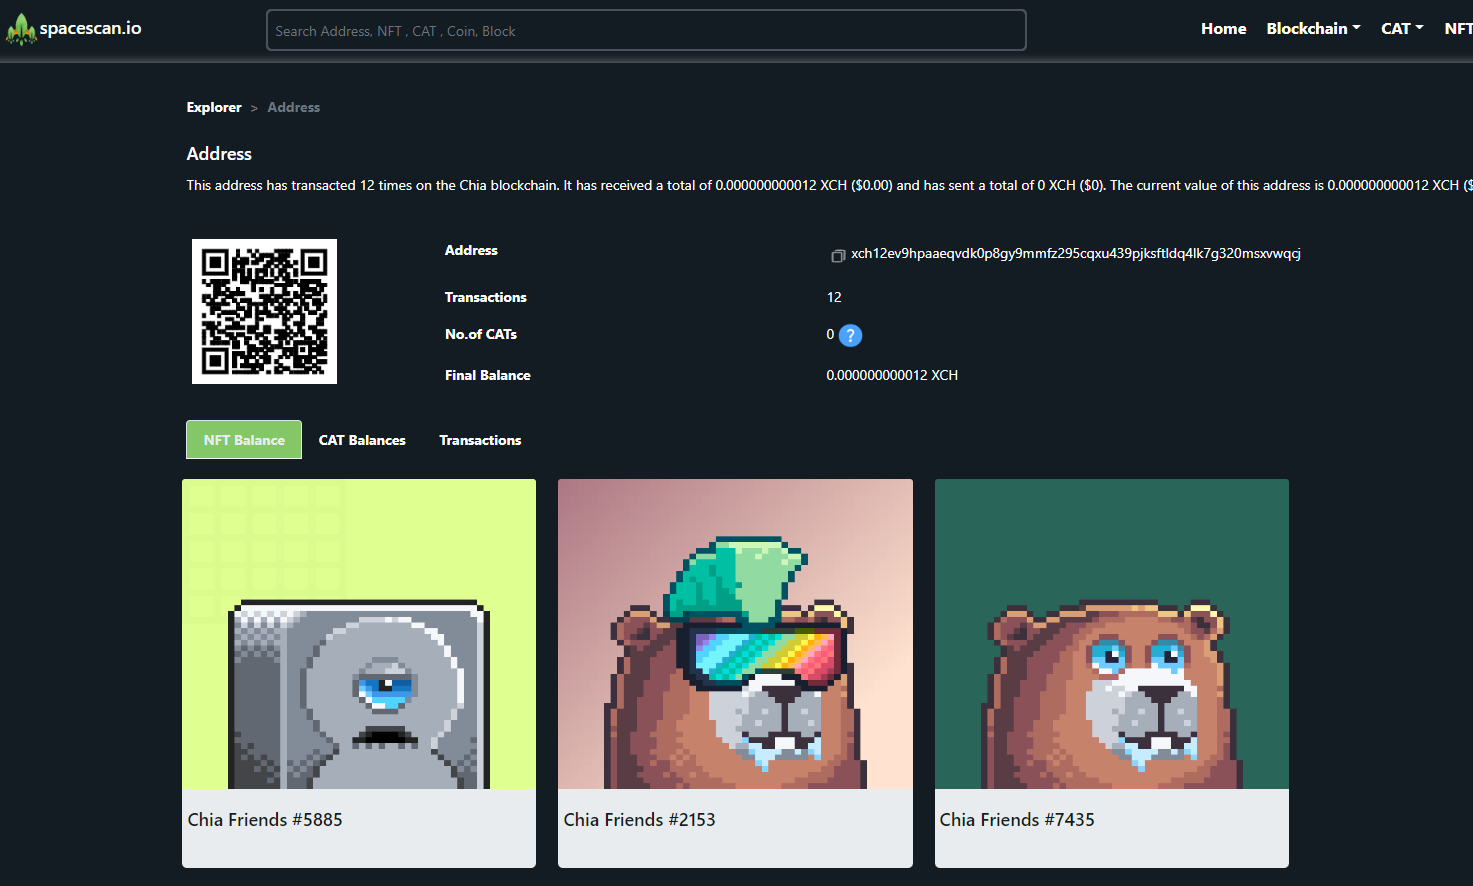 spacescan.io
Search Address, NFT , CAT , Coin, Block
Home Blockchain CAT NFT
Explorer > Address
Address
This address has transacted 12 times on the Chia blockchain. It has received a total of 0.000000000012 XCH ($0.00) and has sent a total of 0 XCH ($0). The current value of this address is 0.000000000012 XCH ($
Address xch12ev9hpaaeqvdk0p8gy9mmfz295cqxu439pjksftldq4lk7g320msxvwqcj
Transactions 12
No.of CATs 0 ?
Final Balance 0.000000000012 XCH
NFT Balance CAT Balances Transactions
Chia Friends #5885
Chia Friends #2153
Chia Friends #7435